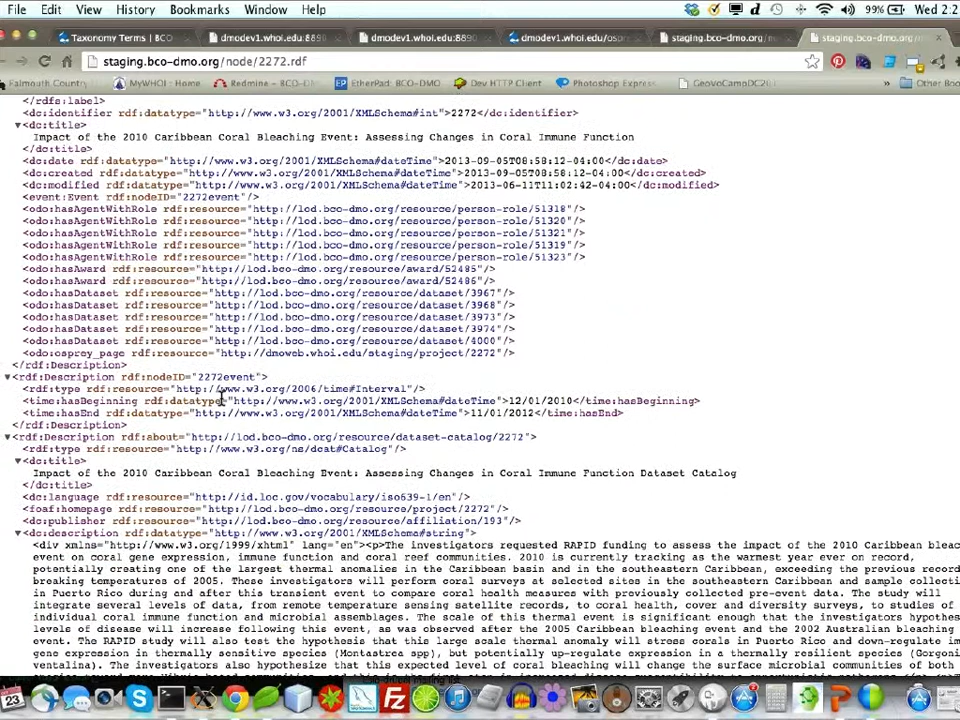 File Edit View History Bookmarks Window Help 99% Wed 2:2
Taxonomy Terms | BCO dmodev1.whoi.edu:8890 dmodev1.whoi.edu:8890 dmodev1.whoi.edu/osp staging.bco-dmo.org/n staging.bco-dmo.org/n
staging.bco-dmo.org/node/2272.rdf
Falmouth Country MyWHOI : Home Redmine – BCO-DM EtherPad: BCO-DMO Dev HTTP Client Photoshop Express GeoVoCampDC2 » Other Boo
</rdfs:label>
<dc:identifier rdf:datatype="http://www.w3.org/2001/XMLSchema#int">2272</dc:identifier>
▼<dc:title>
Impact of the 2010 Caribbean Coral Bleaching Event: Assessing Changes in Coral Immune Function
</dc:title>
<dc:date rdf:datatype="http://www.w3.org/2001/XMLSchema#dateTime">2013-09-05T08:58:12-04:00</dc:date>
<dc:created rdf:datatype="http://www.w3.org/2001/XMLSchema#dateTime">2013-09-05T08:58:12-04:00</dc:created>
<dc:modified rdf:datatype="http://www.w3.org/2001/XMLSchema#dateTime">2013-06-11T11:02:42-04:00</dc:modified>
<event:Event rdf:nodeID="2272event"/>
<odo:hasAgentWithRole rdf:resource="http://lod.bco-dmo.org/resource/person-role/51318"/>
<odo:hasAgentWithRole rdf:resource="http://lod.bco-dmo.org/resource/person-role/51320"/>
<odo:hasAgentWithRole rdf:resource="http://lod.bco-dmo.org/resource/person-role/51321"/>
<odo:hasAgentWithRole rdf:resource="http://lod.bco-dmo.org/resource/person-role/51319"/>
<odo:hasAgentWithRole rdf:resource="http://lod.bco-dmo.org/resource/person-role/51323"/>
<odo:hasAward rdf:resource="http://lod.bco-dmo.org/resource/award/52485"/>
<odo:hasAward rdf:resource="http://lod.bco-dmo.org/resource/award/52486"/>
<odo:hasDataset rdf:resource="http://lod.bco-dmo.org/resource/dataset/3967"/>
<odo:hasDataset rdf:resource="http://lod.bco-dmo.org/resource/dataset/3968"/>
<odo:hasDataset rdf:resource="http://lod.bco-dmo.org/resource/dataset/3973"/>
<odo:hasDataset rdf:resource="http://lod.bco-dmo.org/resource/dataset/3974"/>
<odo:hasDataset rdf:resource="http://lod.bco-dmo.org/resource/dataset/4000"/>
<odo:osprey_page rdf:resource="http://dmoweb.whoi.edu/staging/project/2272"/>
</rdf:Description>
▼<rdf:Description rdf:nodeID="2272event">
<rdf:type rdf:resource="http://www.w3.org/2006/time#Interval"/>
<time:hasBeginning rdf:datatype="http://www.w3.org/2001/XMLSchema#dateTime">12/01/2010</time:hasBeginning>
<time:hasEnd rdf:datatype="http://www.w3.org/2001/XMLSchema#dateTime">11/01/2012</time:hasEnd>
</rdf:Description>
▼<rdf:Description rdf:about="http://lod.bco-dmo.org/resource/dataset-catalog/2272">
<rdf:type rdf:resource="http://www.w3.org/ns/dcat#Catalog"/>
▼<dc:title>
Impact of the 2010 Caribbean Coral Bleaching Event: Assessing Changes in Coral Immune Function Dataset Catalog
</dc:title>
<dc:language rdf:resource="http://id.loc.gov/vocabulary/iso639-1/en"/>
<foaf:homepage rdf:resource="http://lod.bco-dmo.org/resource/project/2272"/>
<dc:publisher rdf:resource="http://lod.bco-dmo.org/resource/affiliation/193"/>
▼<dc:description rdf:datatype="http://www.w3.org/2001/XMLSchema#string">
<div xmlns="http://www.w3.org/1999/xhtml" lang="en"><p>The investigators requested RAPID funding to assess the impact of the 2010 Caribbean bleac
event on coral gene expression, immune function and coral reef communities. 2010 is currently tracking as the warmest year ever on record,
potentially creating one of the largest thermal anomalies in the Caribbean basin and in the southeastern Caribbean, exceeding the previous record
breaking temperatures of 2005. These investigators will perform coral surveys at selected sites in the southeastern Caribbean and sample collecti
in Puerto Rico during and after this transient event to compare coral health measures with previously collected pre-event data. The study will
integrate several levels of data, from remote temperature sensing satellite records, to coral health, cover and diversity surveys, to studies of
individual coral immune function and microbial assemblages. The scale of this thermal event is significant enough that the investigators hypothes
levels of disease will increase following this event, as was observed after the 2005 Caribbean bleaching event and the 2002 Australian bleaching
event. The RAPID study will also test the hypothesis that this large scale thermal anomaly will stress corals in Puerto Rico and down-regulate im
gene expression in thermally sensitive species (Montastrea spp), but potentially up-regulate expression in a thermally resilient species (Gorgoni
ventalina). The investigators also hypothesize that this expected level of coral bleaching will change the surface microbial communities of both